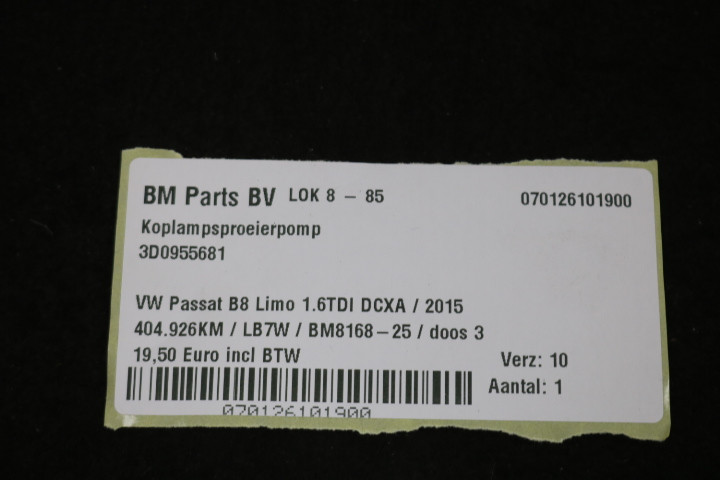 BM Parts BV LOK 8 - 85 070126101900
Koplampsproeierpomp
3D0955681
VW Passat B8 Limo 1.6TDI DCXA / 2015
404.926KM / LB7W / BM8168-25 / doos 3
19,50 Euro incl BTW Verz: 10
Aantal: 1
070126101900